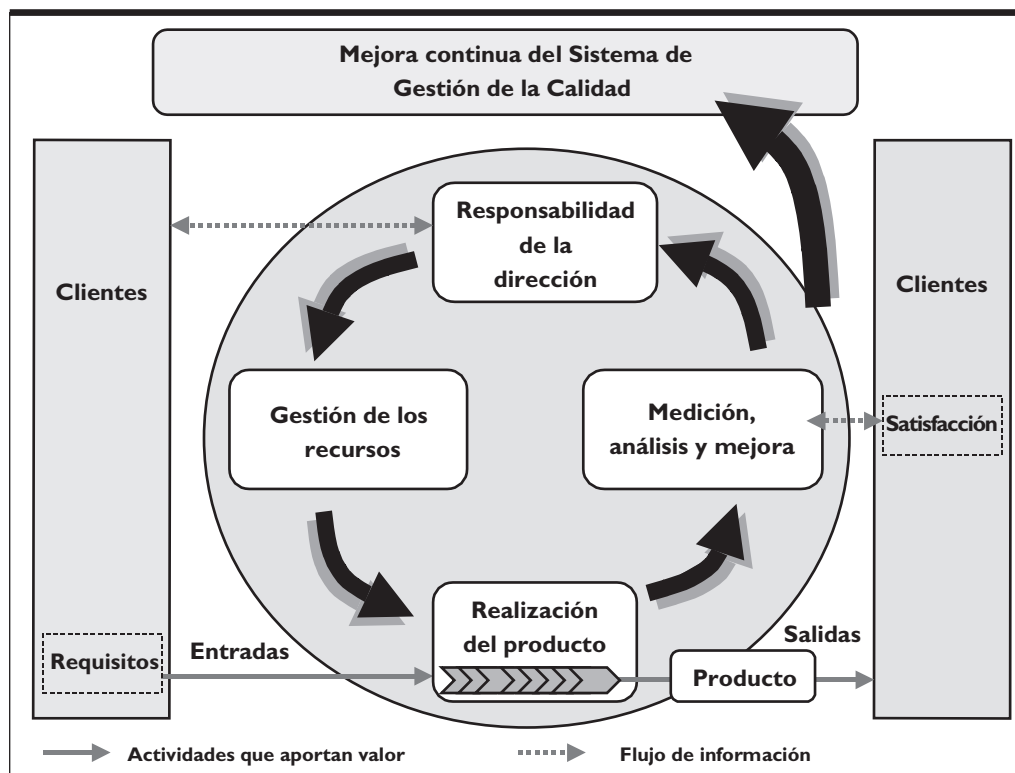 Mejora continua del Sistema de
Gestión de la Calidad
Clientes
Responsabilidad
de la
dirección
Clientes
Gestión de los
recursos
Medición,
análisis y mejora
Satisfacción
Requisitos
Entradas
Realización
del producto
Salidas
Producto
Actividades que aportan valor
Flujo de información